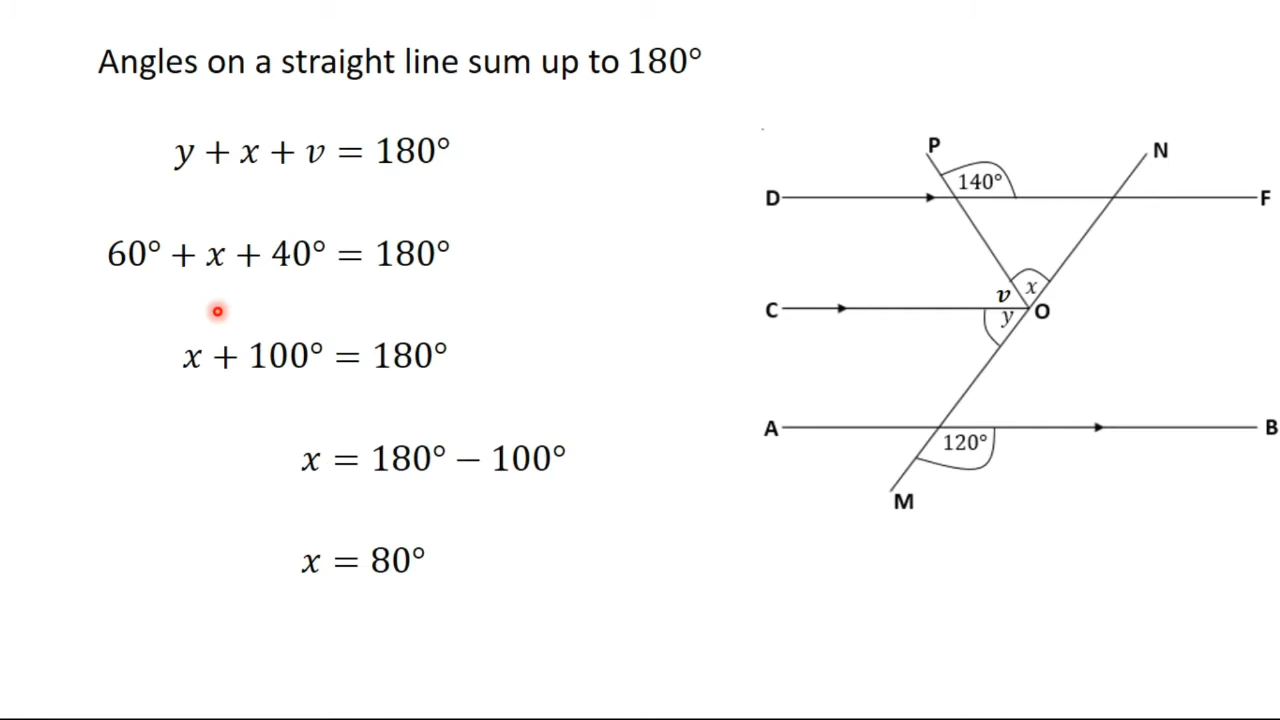 Angles on a straight line sum up to 180°
y + x + v = 180°
60° + x + 40° = 180°
x + 100° = 180°
x = 180° − 100°
x = 80°
P
N
140°
D
F
v
x
C
y
O
A
B
120°
M